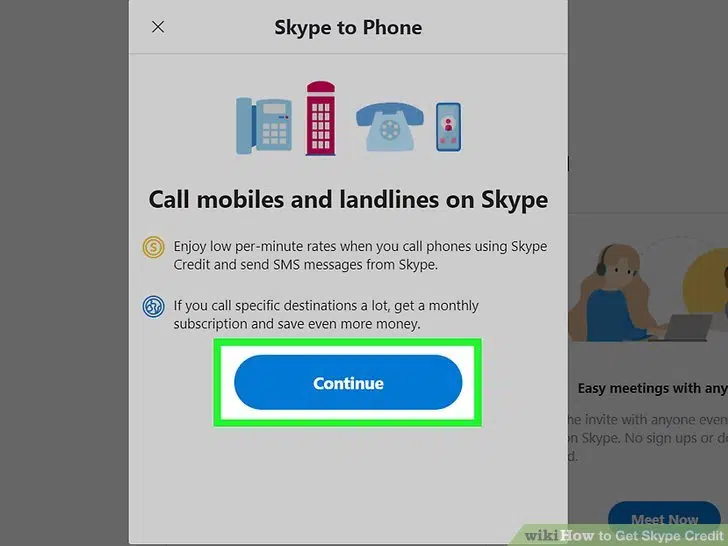 Skype to Phone
Call mobiles and landlines on Skype
S
Enjoy low per-minute rates when you call phones using Skype
Credit and send SMS messages from Skype.
If you call specific destinations a lot, get a monthly
subscription and save even more money.
Continue
Easy meetings with any
he invite with anyone even
on Skype. No sign ups or
d.
Meet Now
wikiHow to Get Skype Credit